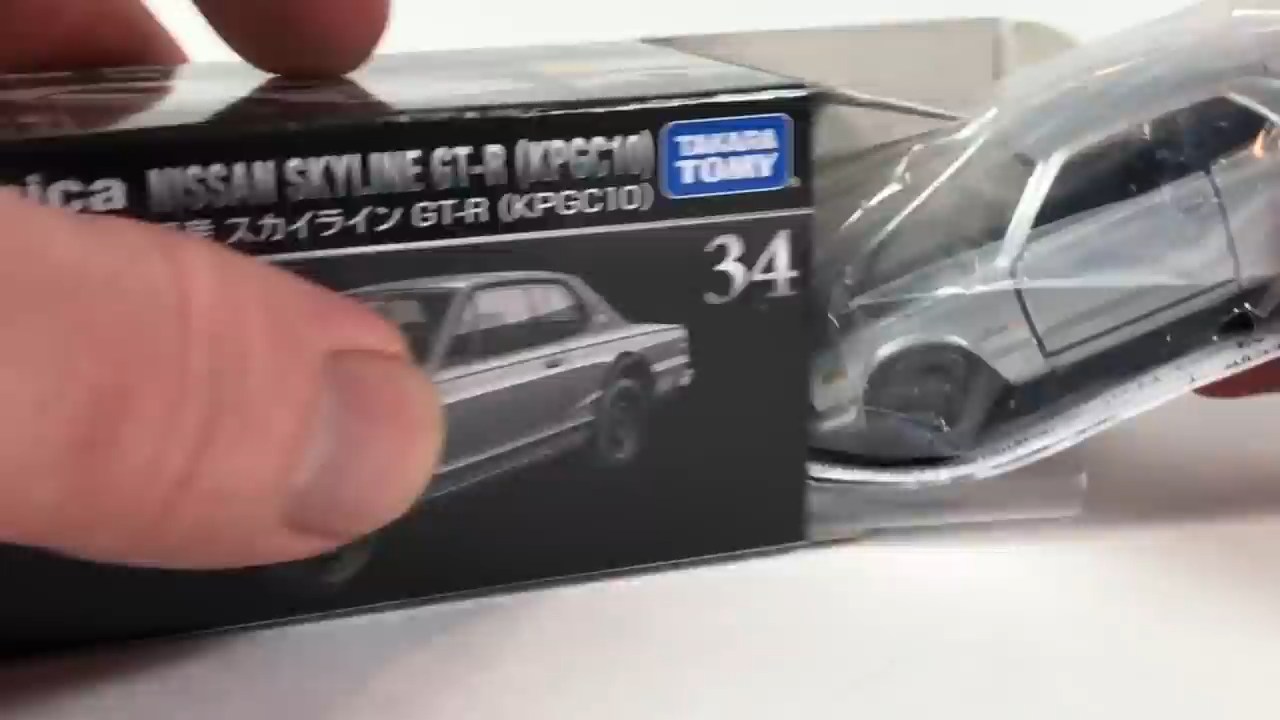 ica NISSAN SKYLINE GT-R (KPGC10)
スカイライン GT-R (KPGC10)
TAKARA
TOMY
34